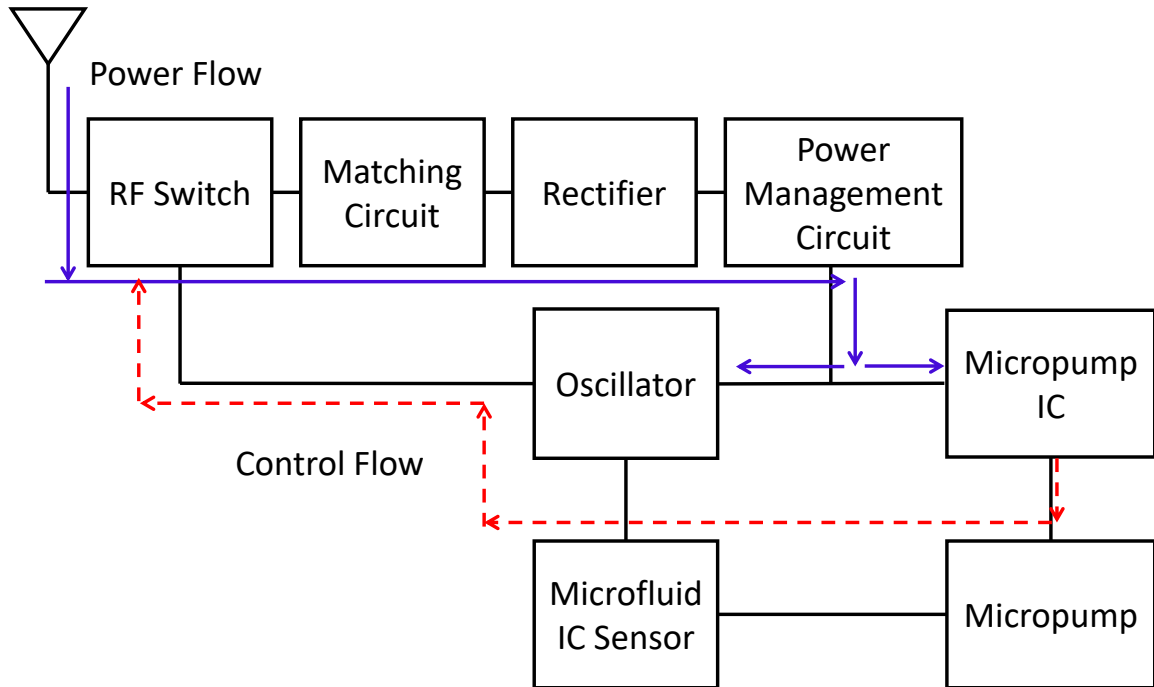 Power Flow
RF Switch
Matching
Circuit
Rectifier
Power
Management
Circuit
Oscillator
Micropump
IC
Control Flow
Microfluid
IC Sensor
Micropump